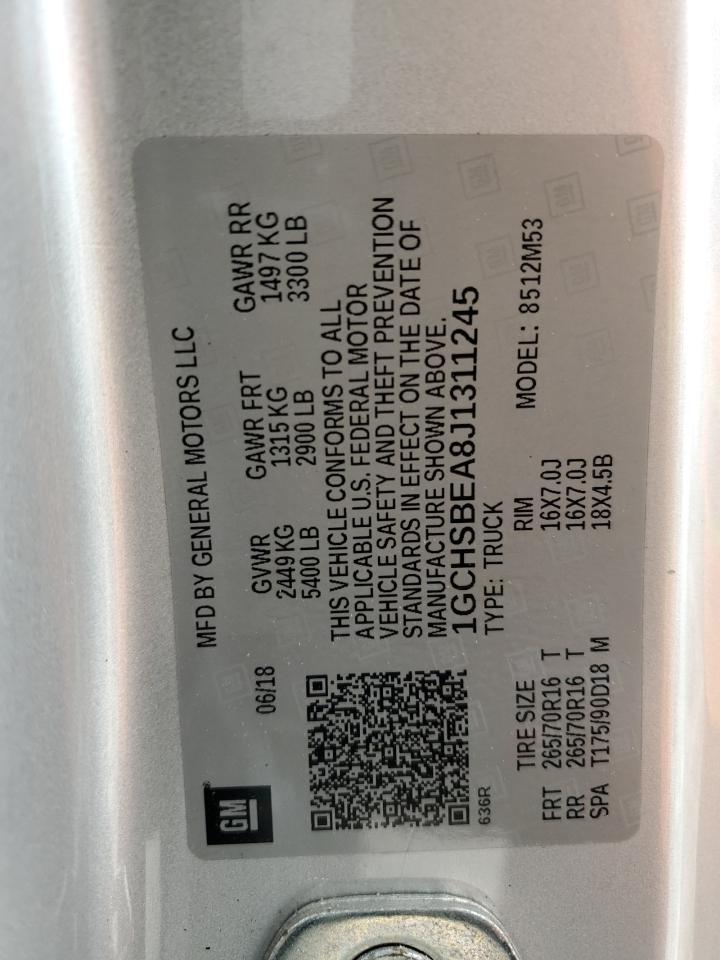 GM
MFD BY GENERAL MOTORS LLC
06/18
GVWR GAWR FRT GAWR RR
2449 KG 1315 KG 1497 KG
5400 LB 2900 LB 3300 LB
THIS VEHICLE CONFORMS TO ALL
APPLICABLE U.S. FEDERAL MOTOR
VEHICLE SAFETY AND THEFT PREVENTION
STANDARDS IN EFFECT ON THE DATE OF
MANUFACTURE SHOWN ABOVE.
1GCHSBEA8J1311245
636R
TYPE: TRUCK
TIRE SIZE RIM MODEL: 8512M53
FRT 265/70R16 T 16X7.0J
RR 265/70R16 T 16X7.0J
SPA T175/90D18 M 18X4.5B